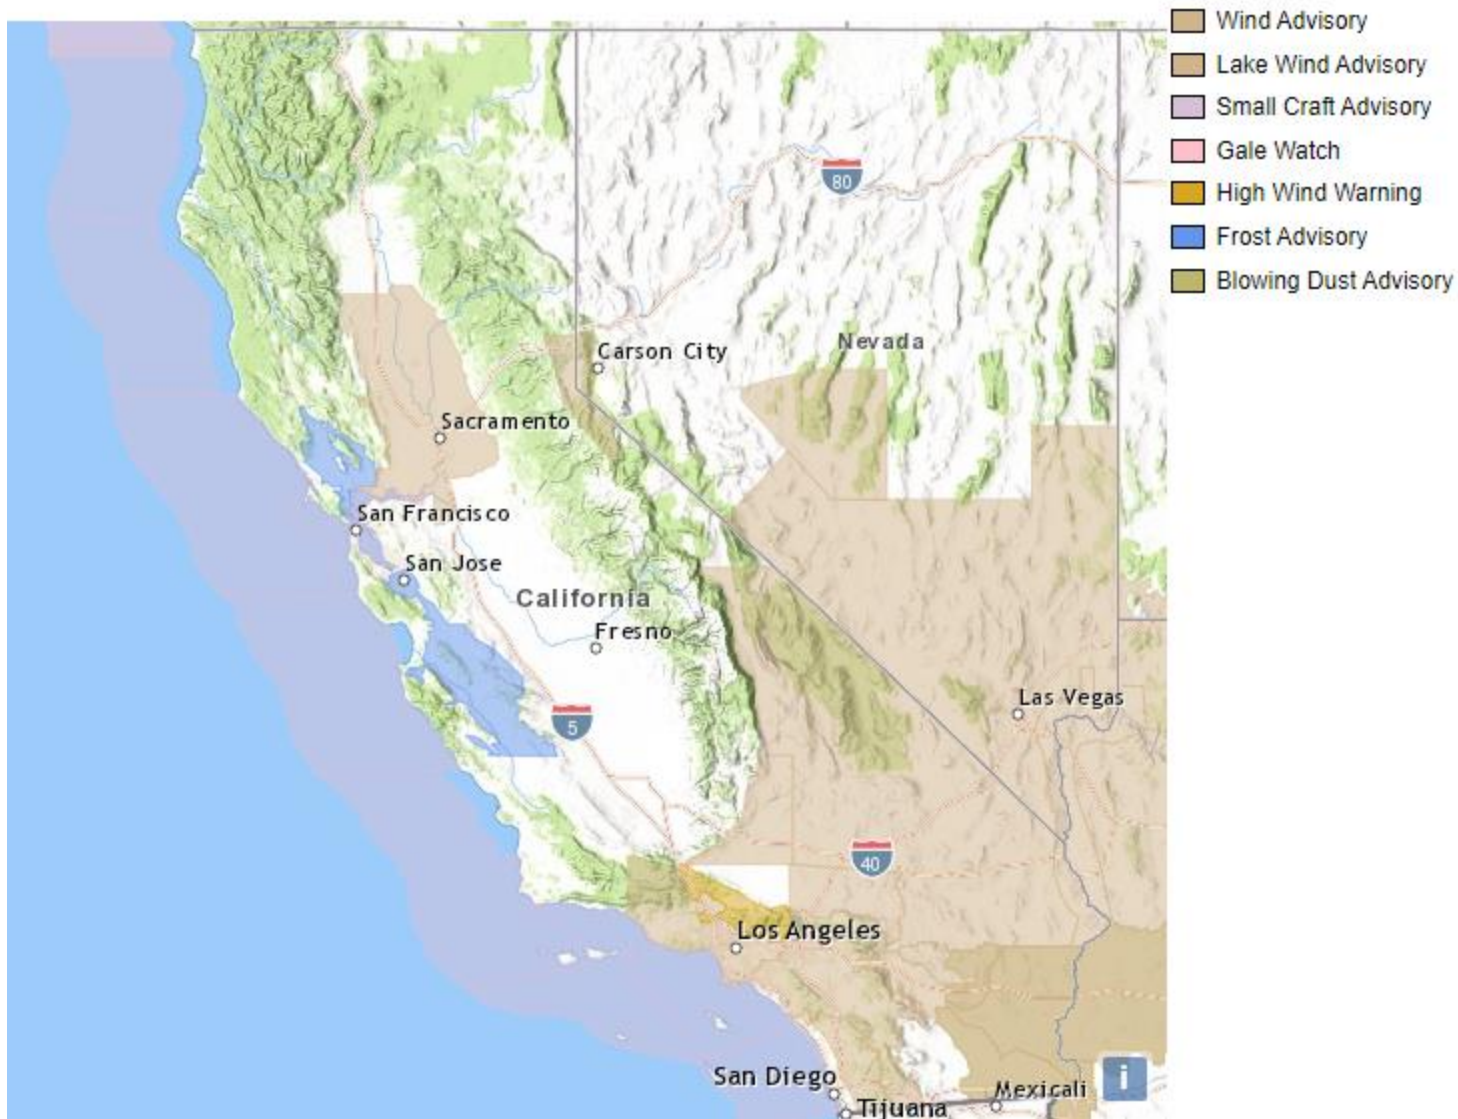 Wind Advisory
Lake Wind Advisory
Small Craft Advisory
Gale Watch
High Wind Warning
Frost Advisory
Blowing Dust Advisory
80
Nevada
Carson City
Sacramento
San Francisco
San Jose
California
Fresno
Las Vegas
5
40
Los Angeles
San Diego
Mexicali
i
Tijuana